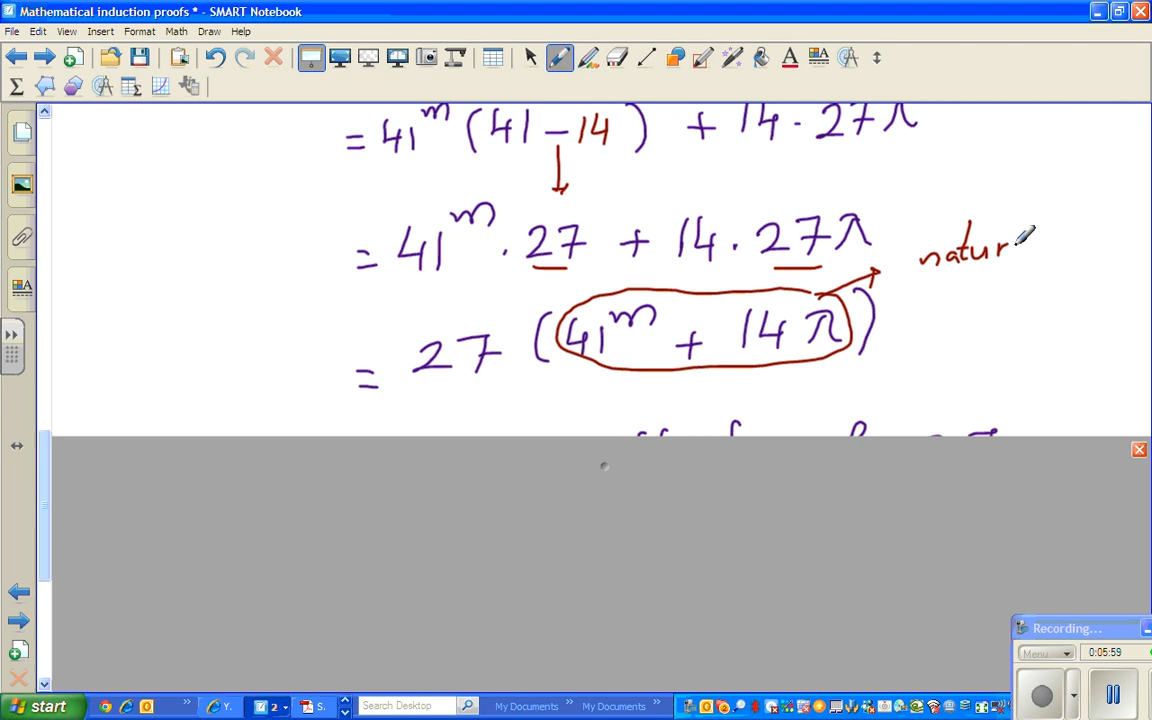 Mathematical induction proofs * - SMART Notebook
File Edit View Insert Format Math Draw Help
= 41^m (41 - 14) + 14 · 27λ
= 41^m · 27 + 14 · 27λ
natur
= 27 (41^m + 14λ)
Recording...
Menu
0:05:59
start
2
S.
Search Desktop
My Documents
My Documents